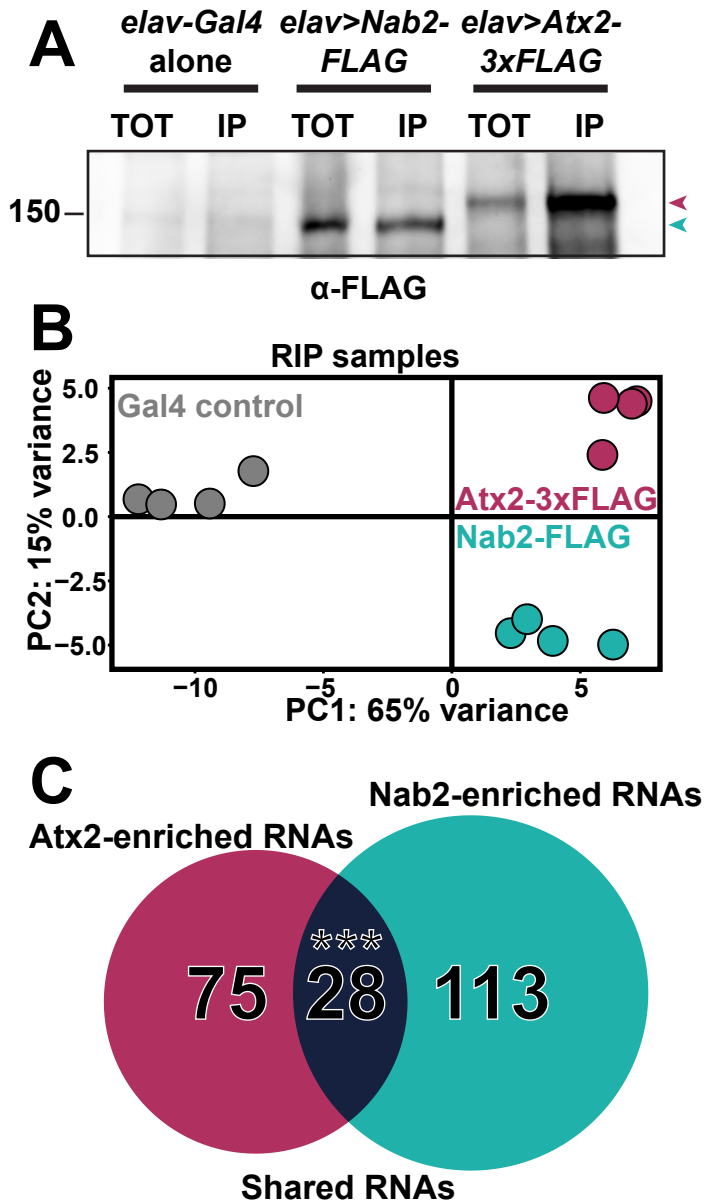 A
elav-Gal4 alone
elav>Nab2-FLAG
elav>Atx2-3xFLAG
TOT IP TOT IP TOT IP
150
α-FLAG
B
RIP samples
PC2: 15% variance
5.0
2.5
0.0
−2.5
−5.0
Gal4 control
Atx2-3xFLAG
Nab2-FLAG
−10 −5 0 5
PC1: 65% variance
C
Nab2-enriched RNAs
Atx2-enriched RNAs
***
75 28 113
Shared RNAs